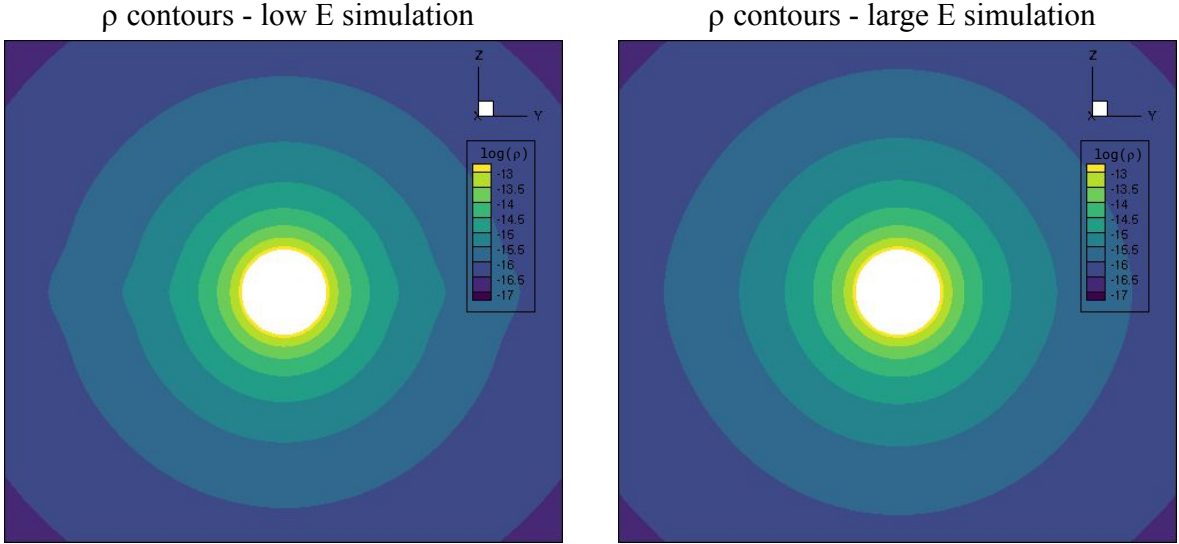 ρ contours - low E simulation
Z
X
Y
log(ρ)
-13
-13.5
-14
-14.5
-15
-15.5
-16
-16.5
-17
ρ contours - large E simulation
Z
X
Y
log(ρ)
-13
-13.5
-14
-14.5
-15
-15.5
-16
-16.5
-17